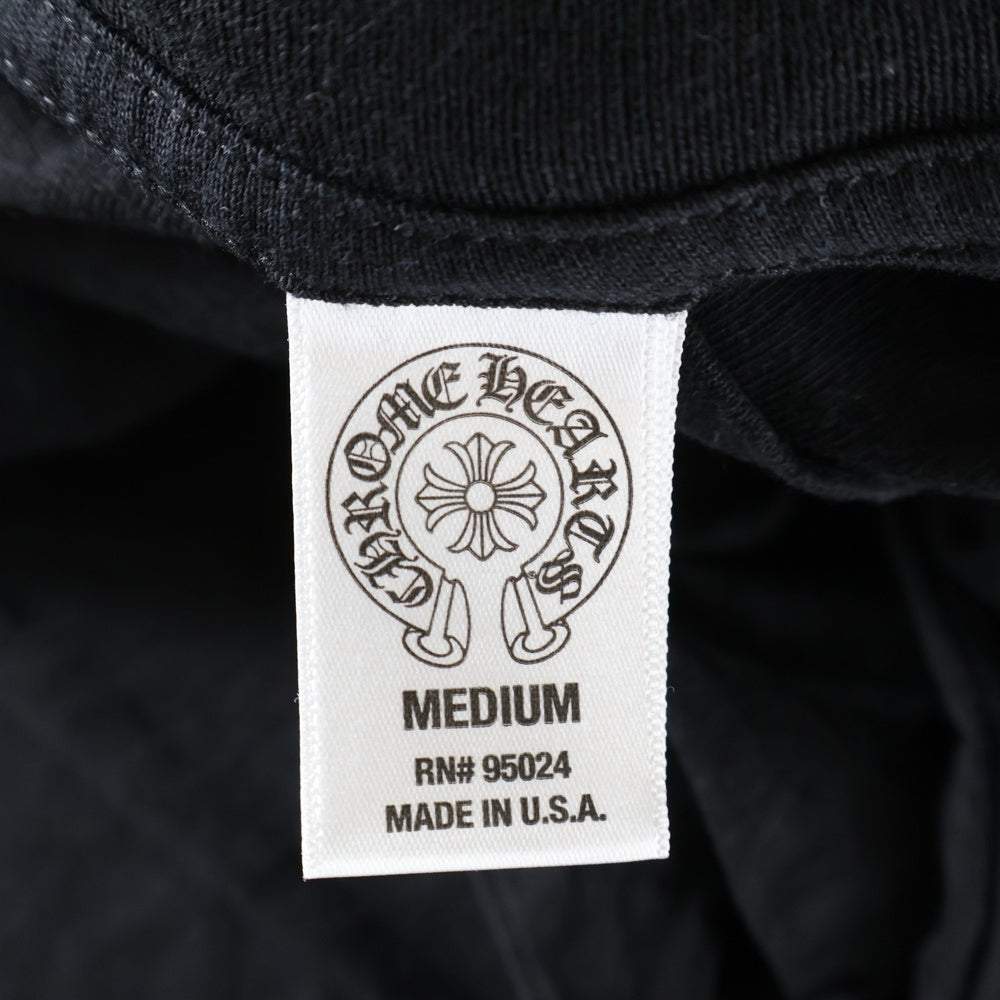 CHROME HEARTS
MEDIUM
RN# 95024
MADE IN U.S.A.